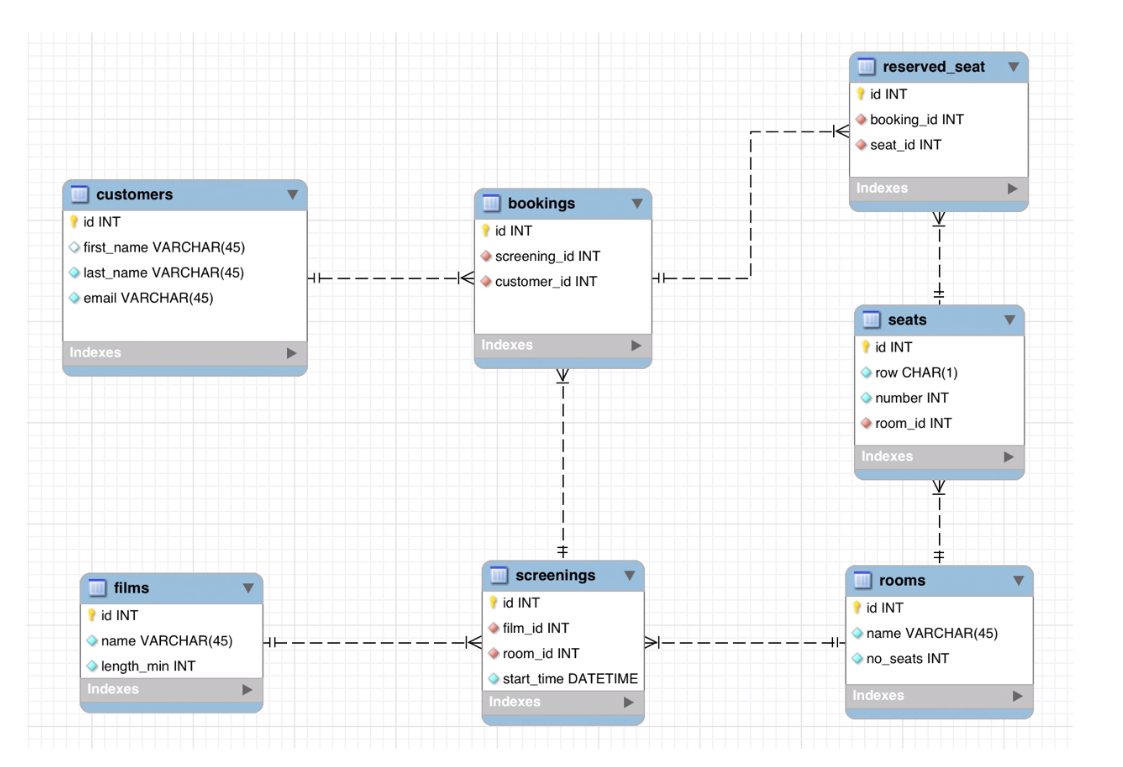 customers
id INT
first_name VARCHAR(45)
last_name VARCHAR(45)
email VARCHAR(45)
Indexes
bookings
id INT
screening_id INT
customer_id INT
Indexes
reserved_seat
id INT
booking_id INT
seat_id INT
Indexes
seats
id INT
row CHAR(1)
number INT
room_id INT
Indexes
films
id INT
name VARCHAR(45)
length_min INT
Indexes
screenings
id INT
film_id INT
room_id INT
start_time DATETIME
Indexes
rooms
id INT
name VARCHAR(45)
no_seats INT
Indexes